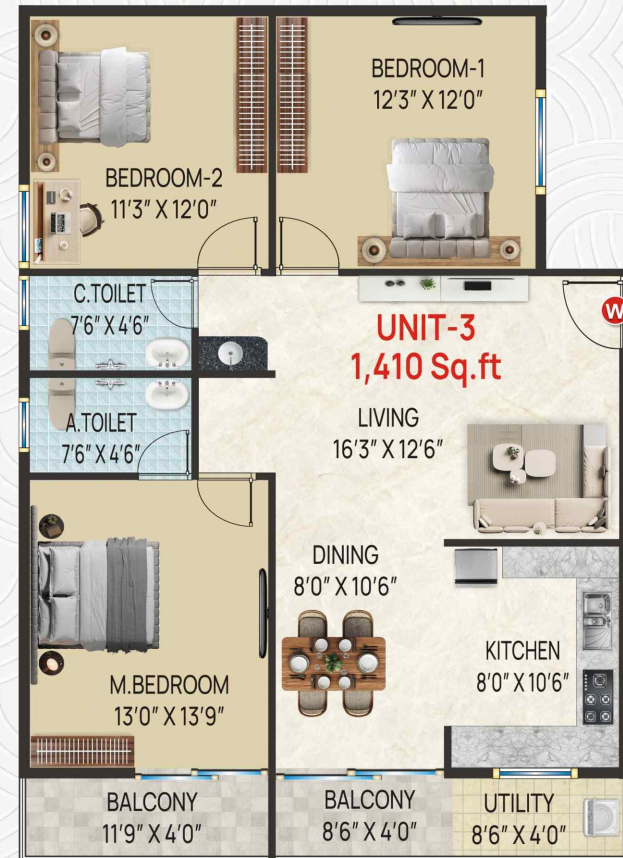 BEDROOM-1
12'3" X 12'0"
BEDROOM-2
11'3" X 12'0"
C.TOILET
7'6" X 4'6"
W
UNIT-3
1,410 Sq.ft
A.TOILET
7'6" X 4'6"
LIVING
16'3" X 12'6"
DINING
8'0" X 10'6"
KITCHEN
8'0" X 10'6"
M.BEDROOM
13'0" X 13'9"
BALCONY
11'9" X 4'0"
BALCONY
8'6" X 4'0"
UTILITY
8'6" X 4'0"